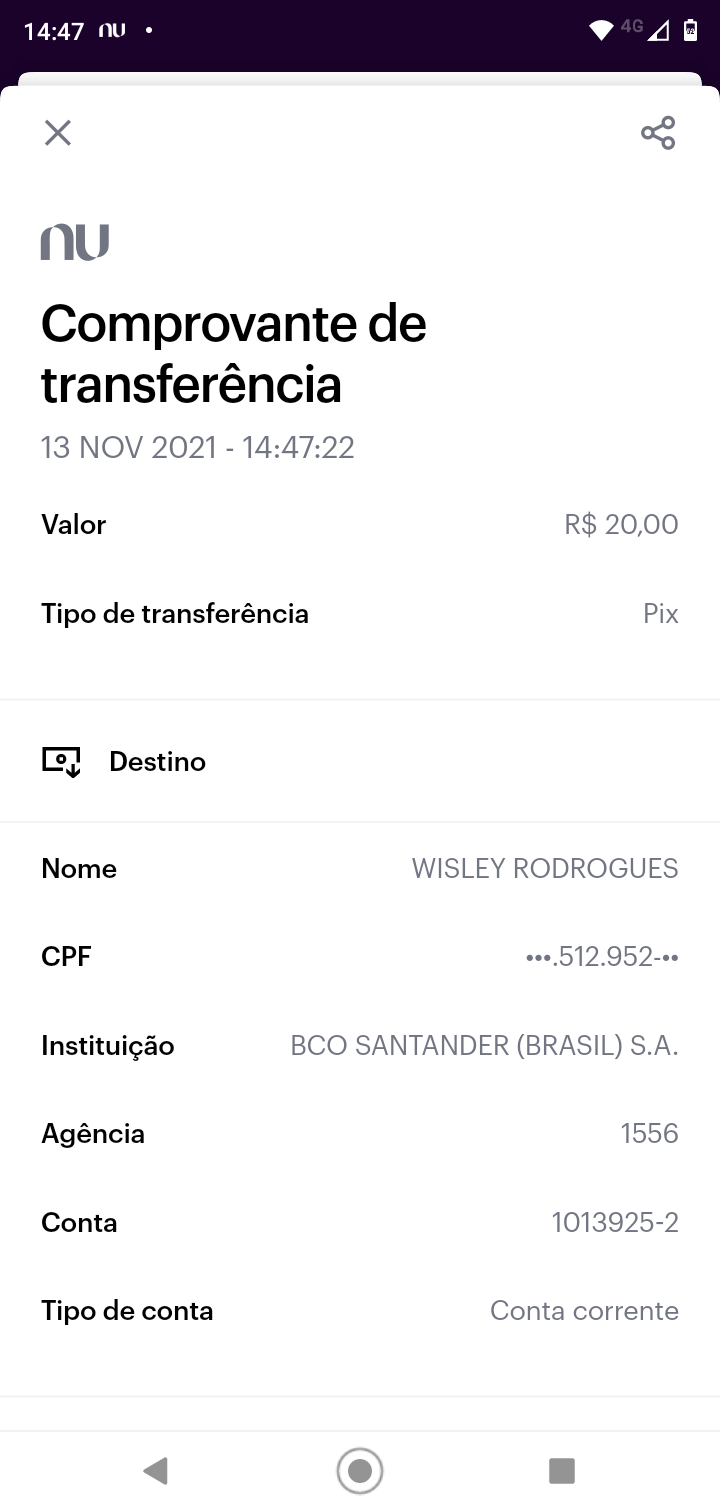 14:47 nu
4G
nu
Comprovante de
transferência
13 NOV 2021 - 14:47:22
Valor R$ 20,00
Tipo de transferência Pix
Destino
Nome WISLEY RODROGUES
CPF •••.512.952-••
Instituição BCO SANTANDER (BRASIL) S.A.
Agência 1556
Conta 1013925-2
Tipo de conta Conta corrente